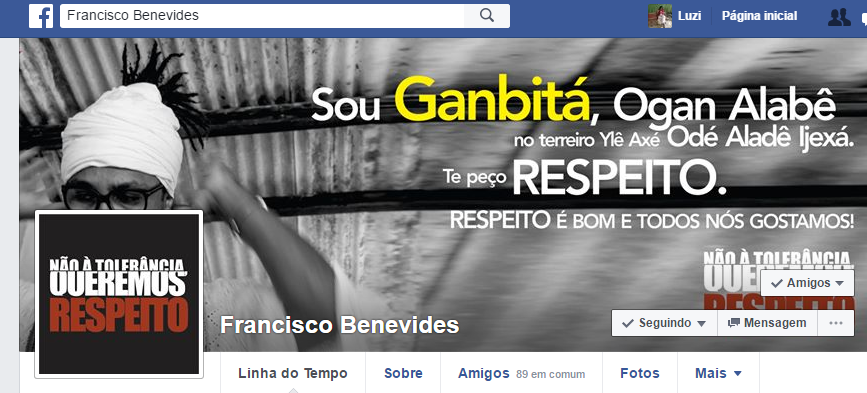 f
Francisco Benevides
Luzi
Página inicial
Sou Ganbitá, Ogan Alabê
no terreiro Ylê Axé Odé Aladê Ijexá.
Te peço RESPEITO.
RESPEITO É BOM E TODOS NÓS GOSTAMOS!
NÃO À TOLERÂNCIA
QUEREMOS
RESPEITO
NÃO À TOLERÂNCIA
QUEREMOS
RESPEITO
Amigos
Francisco Benevides
Seguindo
Mensagem
...
Linha do Tempo
Sobre
Amigos 89 em comum
Fotos
Mais